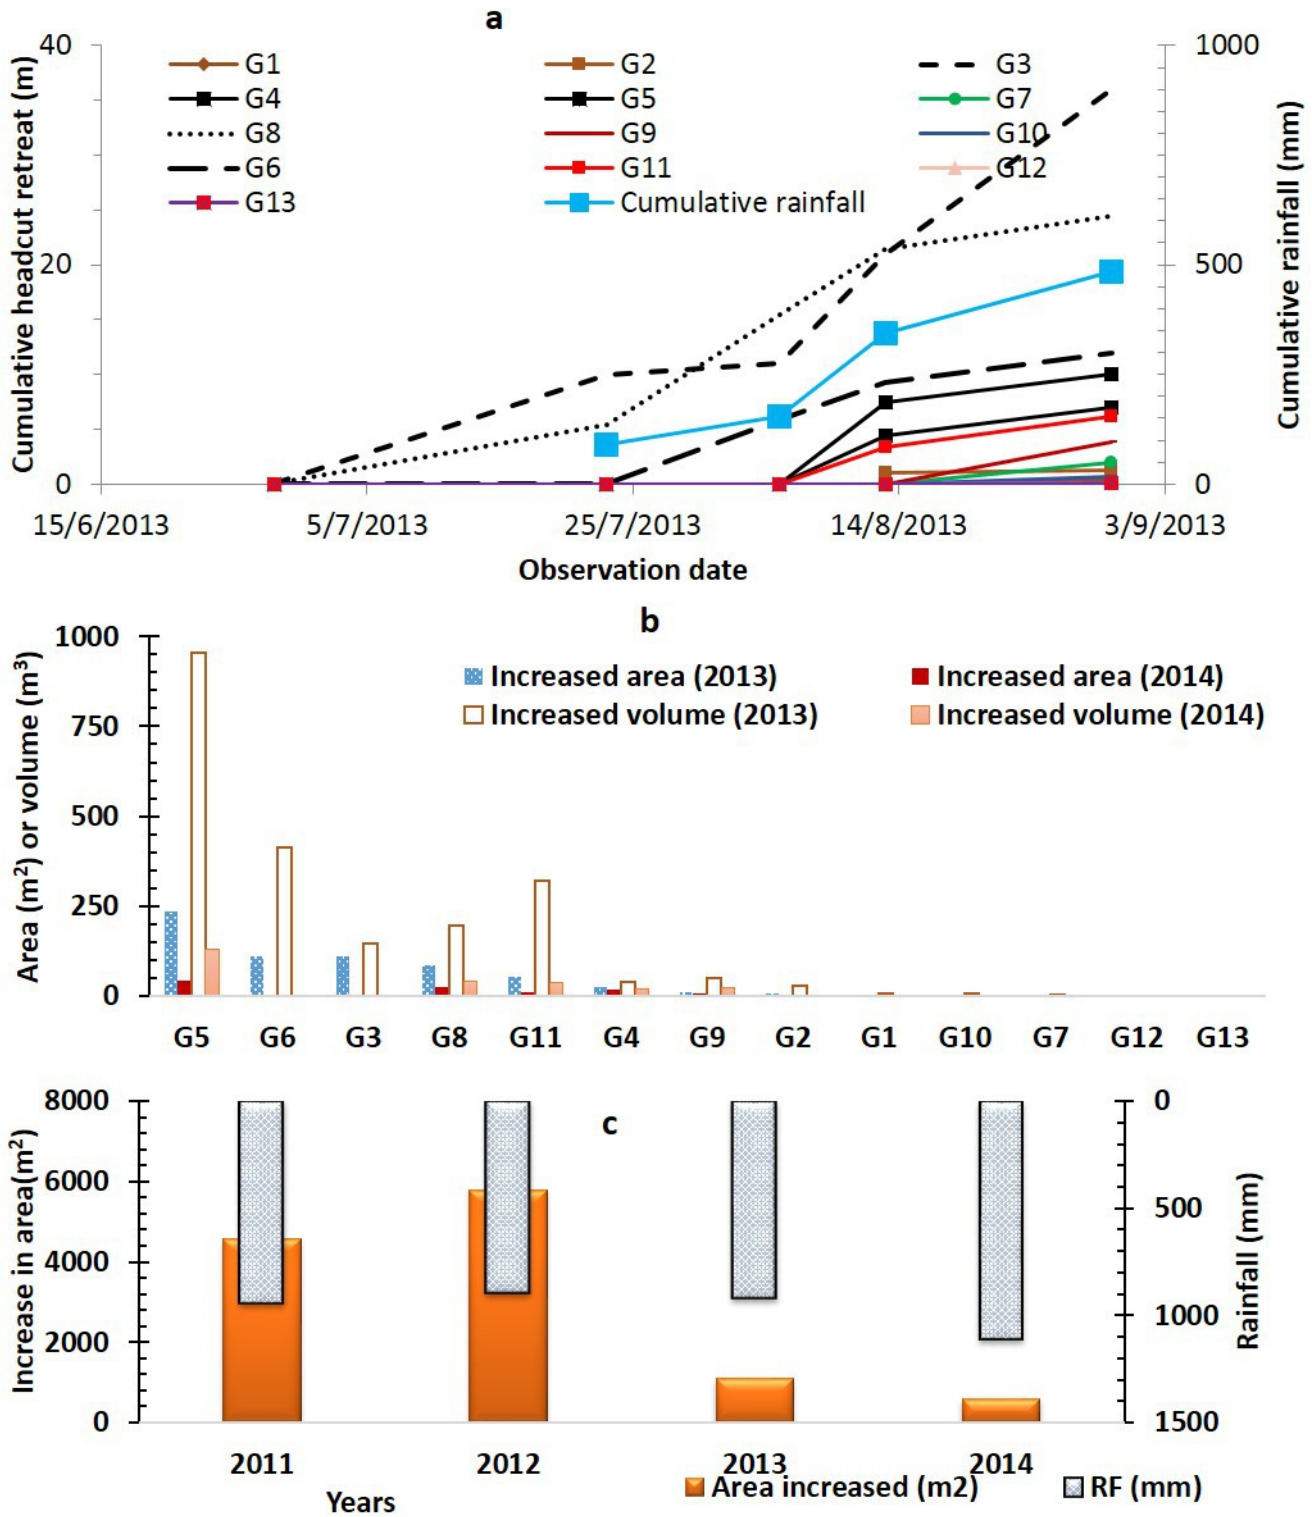 a
Cumulative headcut retreat (m)
40
20
0
G1 G2 G3
G4 G5 G7
G8 G9 G10
G6 G11 G12
G13 Cumulative rainfall
1000
500
0
Cumulative rainfall (mm)
15/6/2013 5/7/2013 25/7/2013 14/8/2013 3/9/2013
Observation date
b
Area (m²) or volume (m³)
1000
750
500
250
0
Increased area (2013) Increased area (2014)
Increased volume (2013) Increased volume (2014)
G5 G6 G3 G8 G11 G4 G9 G2 G1 G10 G7 G12 G13
c
Increase in area(m²)
8000
6000
4000
2000
0
0
500
1000
1500
Rainfall (mm)
2011 2012 2013 2014
Years
Area increased (m2) RF (mm)